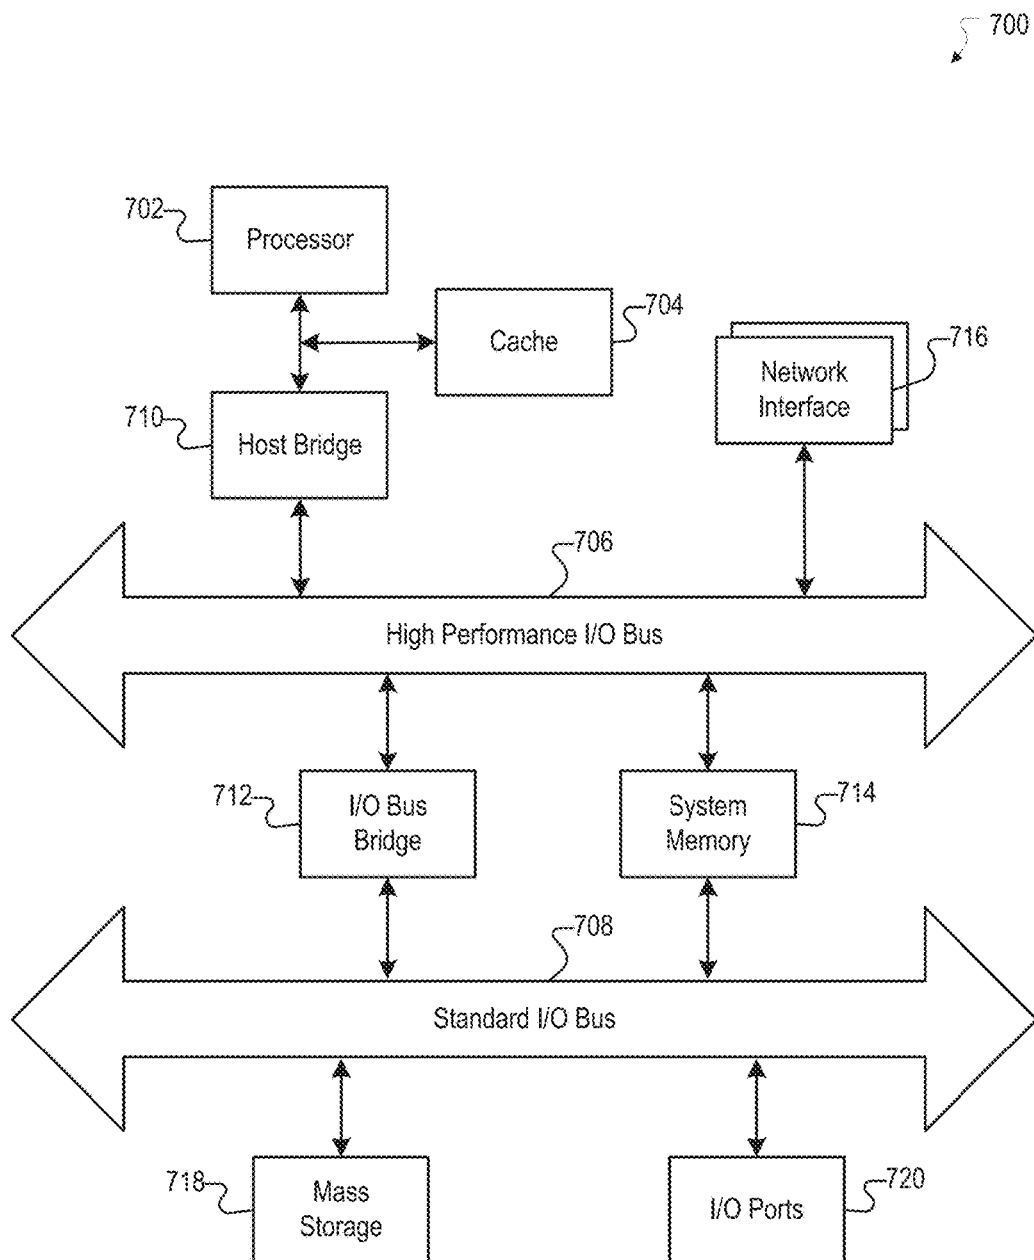 700
702
Processor
704
Cache
716
Network
Interface
710
Host Bridge
706
High Performance I/O Bus
712
I/O Bus
Bridge
System
Memory
714
708
Standard I/O Bus
718
Mass
Storage
I/O Ports
720